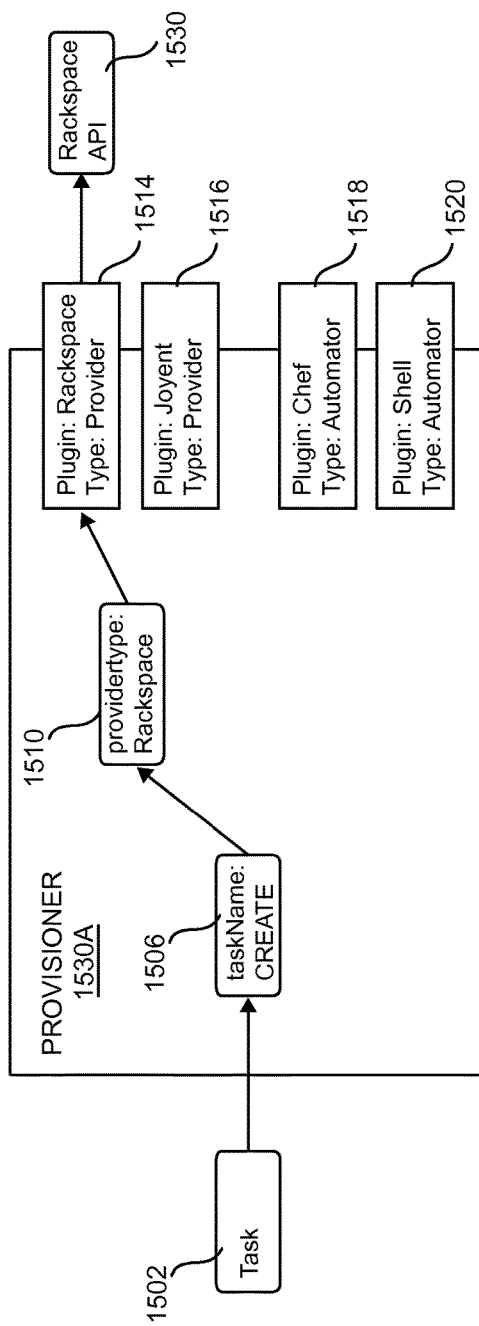 PROVISIONER
1530A
1502
Task
1506
taskName:
CREATE
1510
providertype:
Rackspace
Plugin: Rackspace
Type: Provider
1514
Rackspace
API
1530
Plugin: Joyent
Type: Provider
1516
Plugin: Chef
Type: Automator
1518
Plugin: Shell
Type: Automator
1520